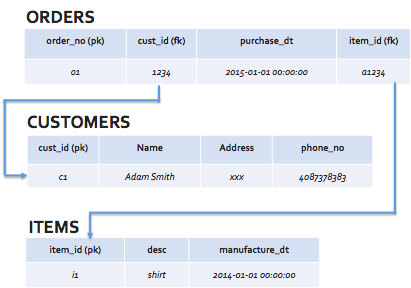 ORDERS
order_no (pk) cust_id (fk) purchase_dt item_id (fk)
01 1234 2015-01-01 00:00:00 a1234
CUSTOMERS
cust_id (pk) Name Address phone_no
c1 Adam Smith xxx 4087378383
ITEMS
item_id (pk) desc manufacture_dt
i1 shirt 2014-01-01 00:00:00